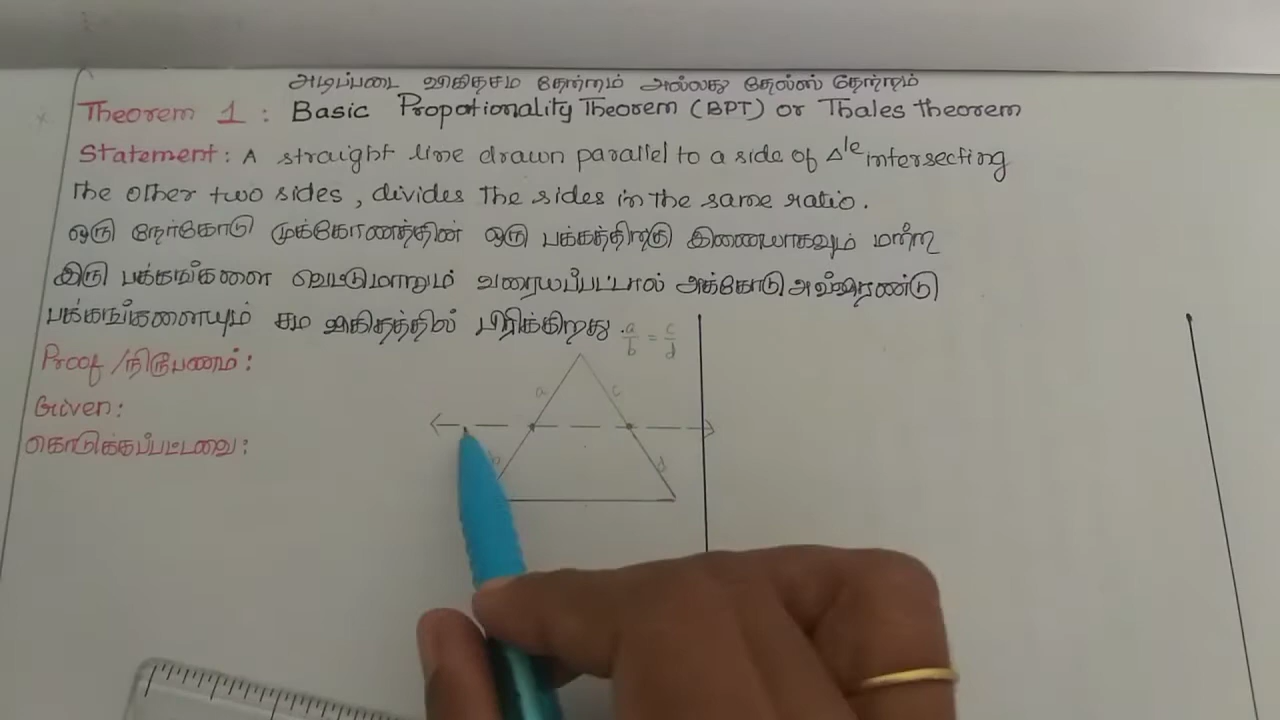 அடிப்படை விகிதசம தேற்றம் அல்லது தேல்ஸ் தேற்றம்
Theorem 1 : Basic Propotionality Theorem (BPT) or Thales theorem
Statement : A straight line drawn parallel to a side of Δle intersecting
the other two sides, divides the sides in the same ratio.
ஒரு நேர்கோடு முக்கோணத்தின் ஒரு பக்கத்திற்கு இணையாகவும் மற்ற
இரு பக்கங்களை வெட்டுமாறும் வரையப்பட்டால் அக்கோடு அவ்விரண்டு
பக்கங்களையும் சம விகிதத்தில் பிரிக்கிறது. a/b = c/d
Proof /நிரூபணம் :
a c
Given :
கொடுக்கப்பட்டவை :
b d